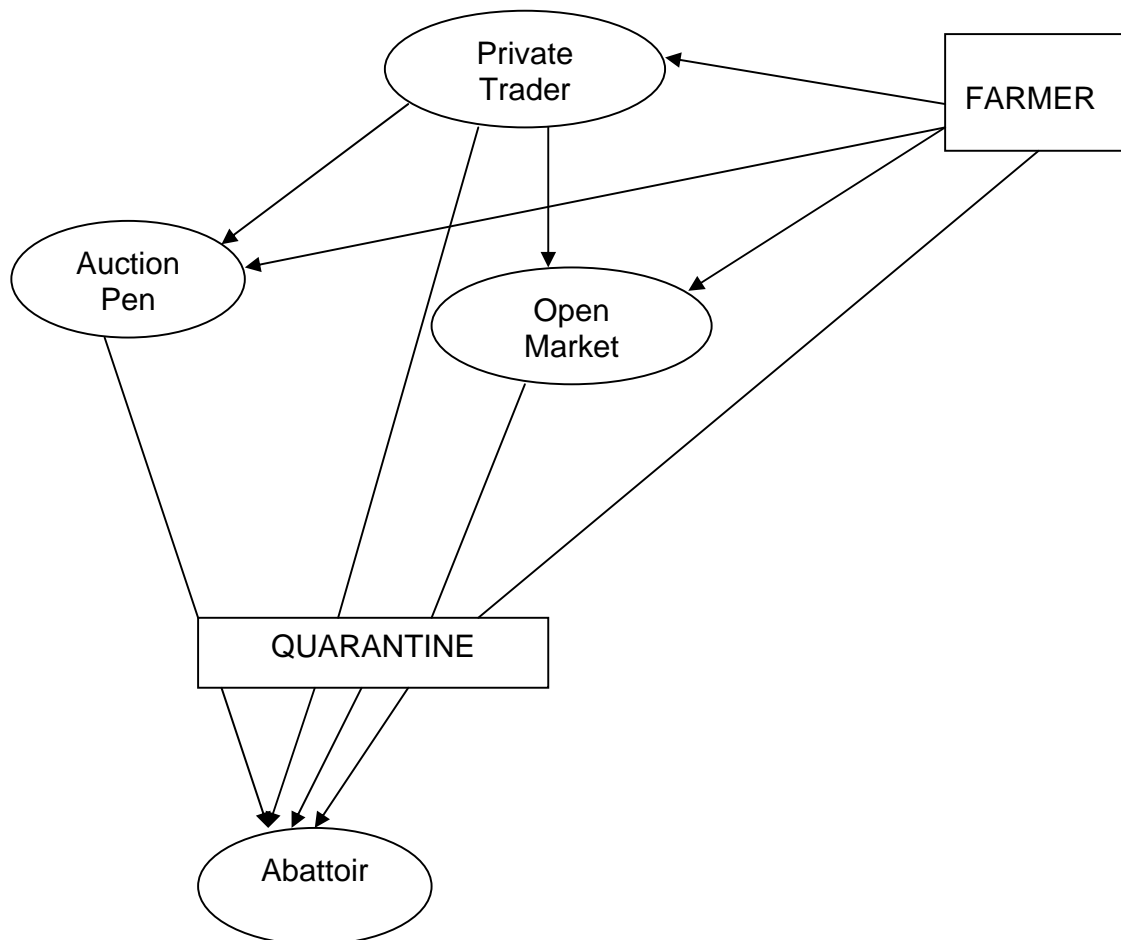 Private
Trader
FARMER
Auction
Pen
Open
Market
QUARANTINE
Abattoir